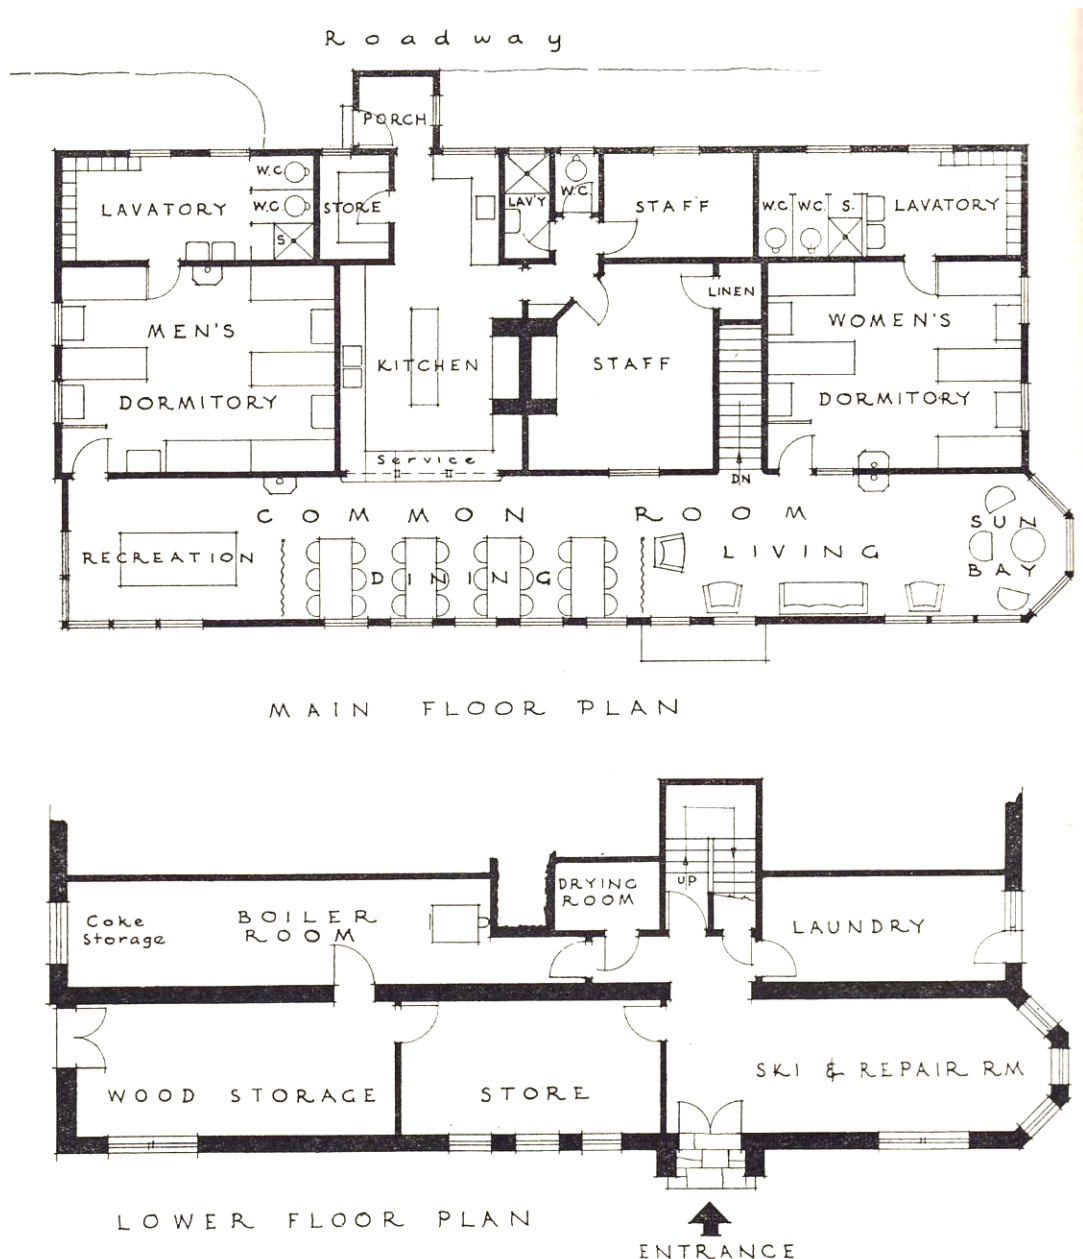 Roadway
PORCH
W.C.
LAVATORY
W.C.
S
STORE
LAV'Y
W.C.
STAFF
W.C.
W.C.
S.
LAVATORY
MEN'S
DORMITORY
KITCHEN
Service
STAFF
LINEN
DN
WOMEN'S
DORMITORY
COMMON ROOM
RECREATION
DINING
LIVING
SUN
BAY
MAIN FLOOR PLAN
Coke
Storage
BOILER
ROOM
DRYING
ROOM
UP
LAUNDRY
WOOD STORAGE
STORE
SKI & REPAIR RM
LOWER FLOOR PLAN
ENTRANCE